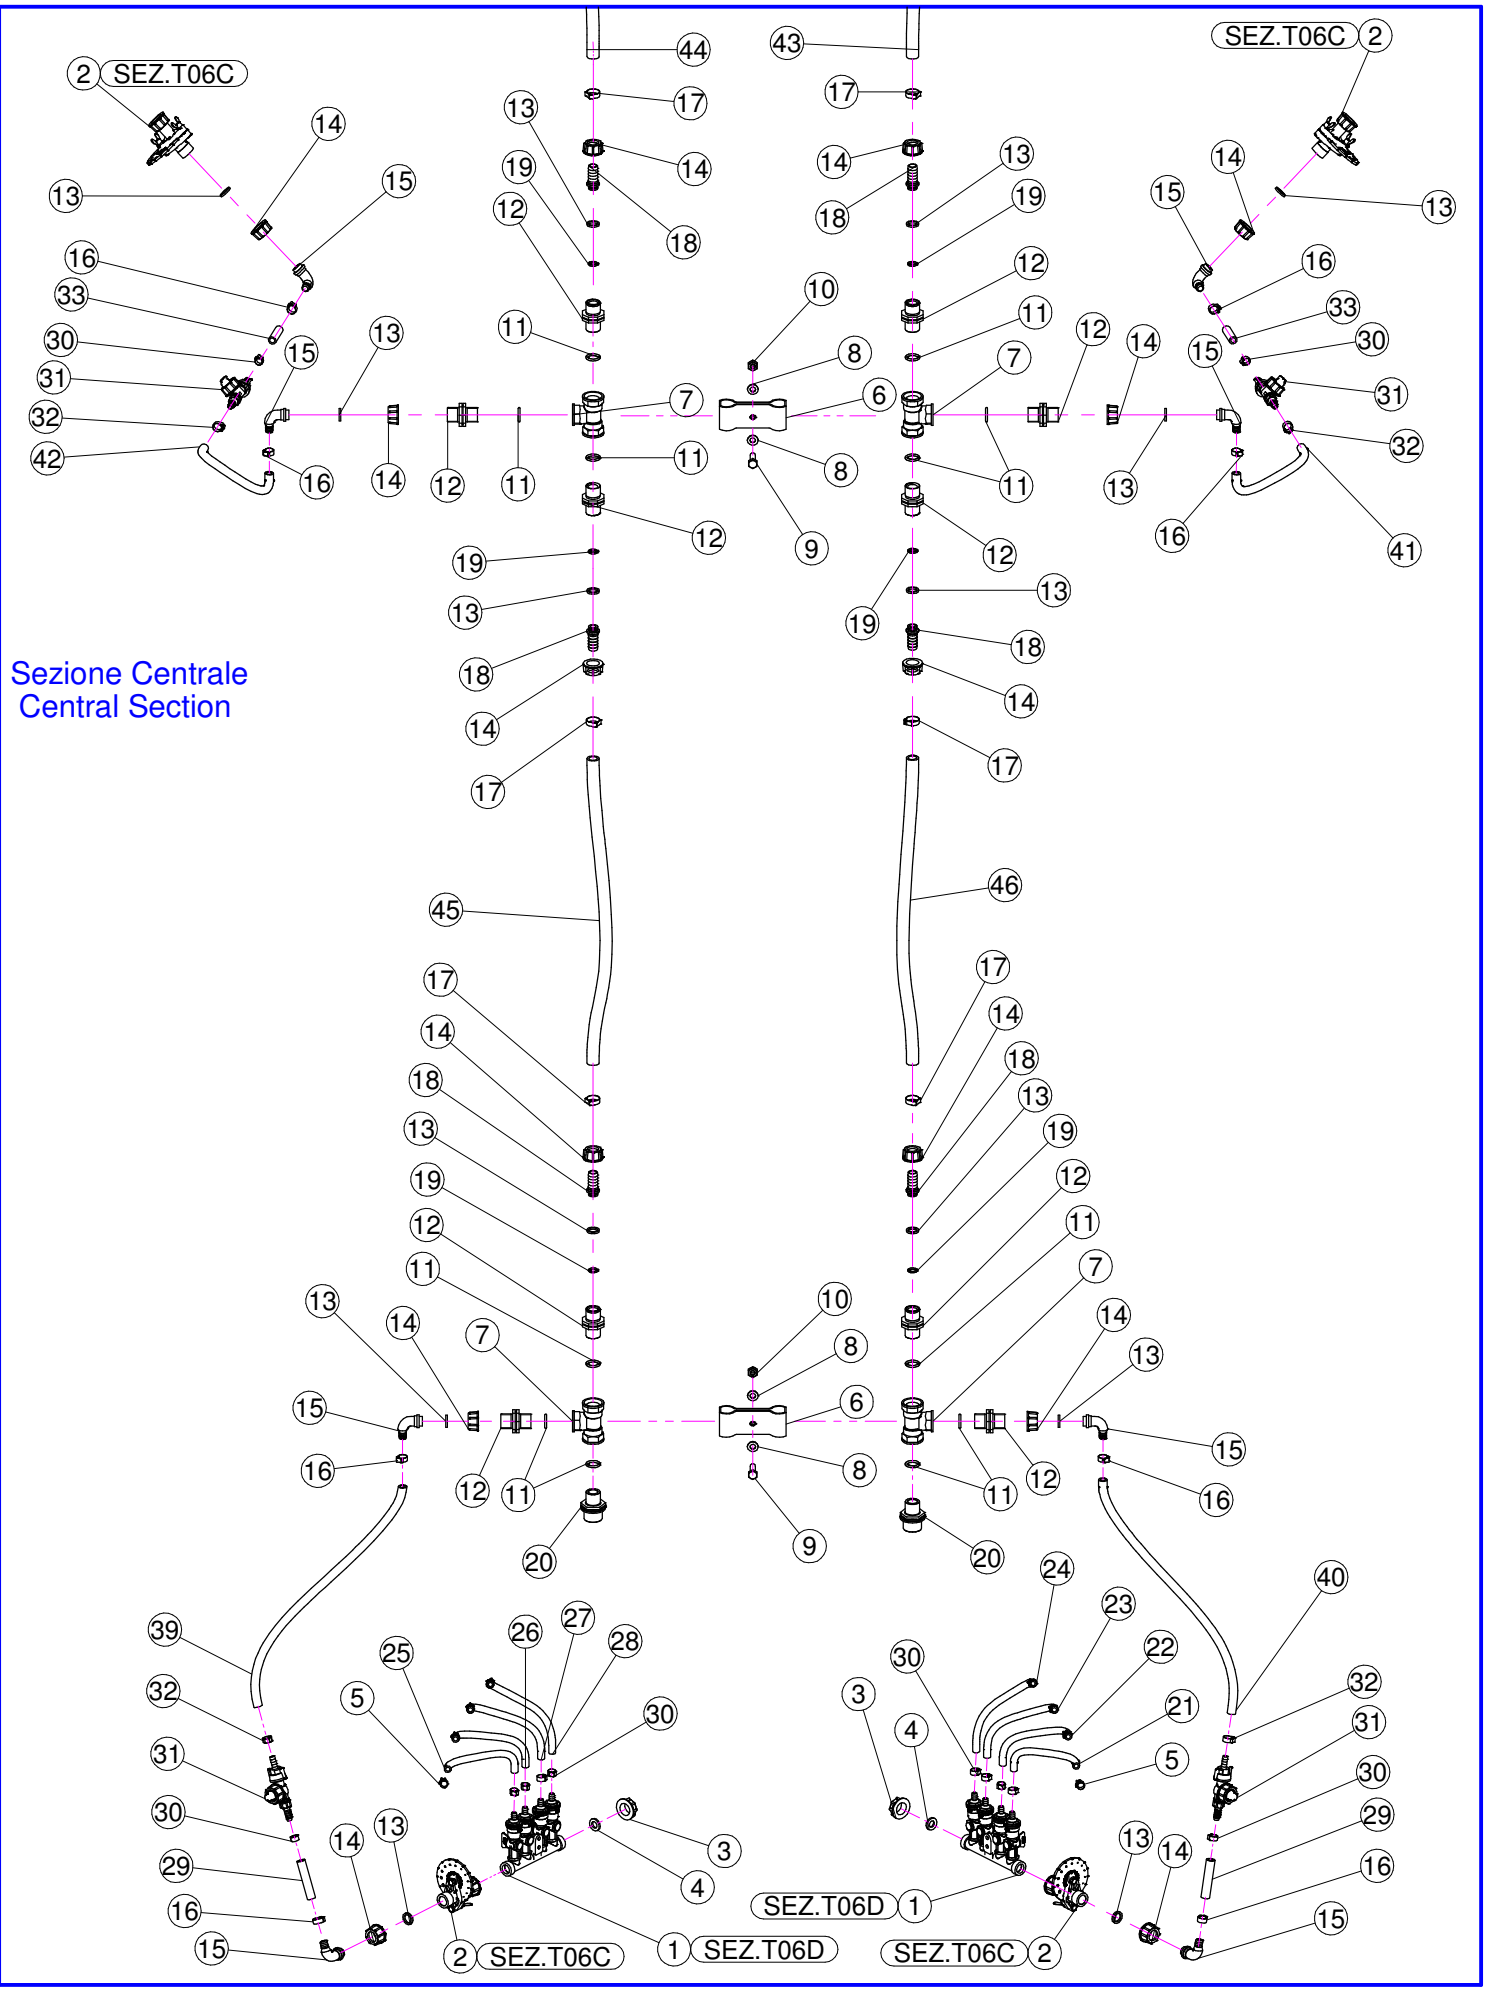 44 43 SEZ.T06C 2
2 SEZ.T06C
17 17
13 14 14 13 14
14 15 13 15
19 18 18 19 13
12 12
16 16
33 10 11 33
11 13 8 12 14 15
30 15 7 6 7 30
31 31
32 32
42 16 14 12 11 11 8 11 13 16 41
12 9 12
19 13
13 19
18 18
Sezione Centrale
Central Section
14 14
17 17
45 46
17 17
14 14
18 18
13 13
19 19
12 12
11 11
13 10 7
14 7 8 14
15 6 13
16 12 11 8 11 12 15
16
20 9 20
24
40
39 25 26 27 28 30 23
22
32 5 30 3 4 21 32
31 5 31
30 30
29 14 13 3 13 14 29
4
16 SEZ.T06D 1 16
15 2 SEZ.T06C 1 SEZ.T06D SEZ.T06C 2 15